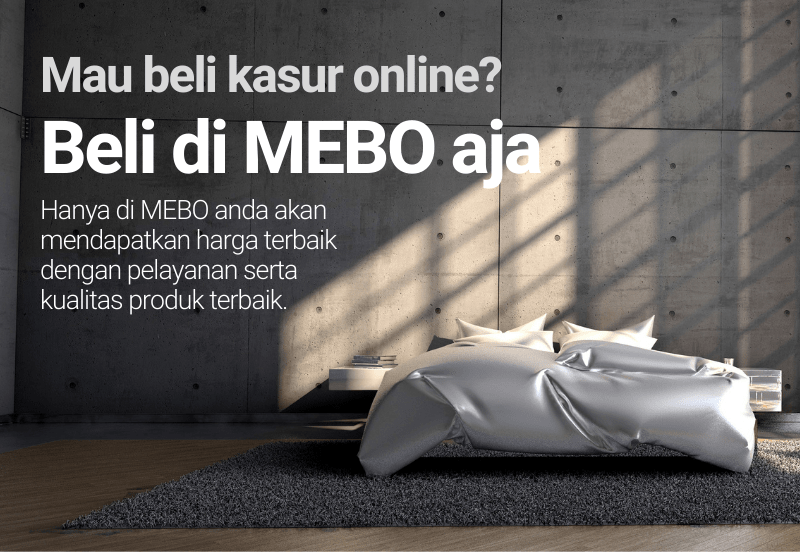 Mau beli kasur online?
Beli di MEBO aja
Hanya di MEBO anda akan
mendapatkan harga terbaik
dengan pelayanan serta
kualitas produk terbaik.